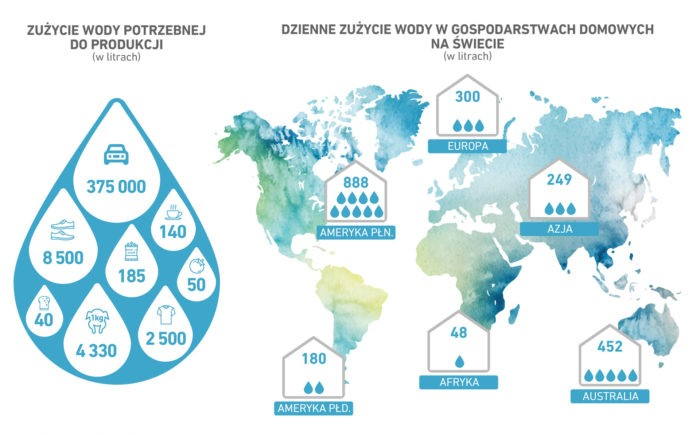 ZUŻYCIE WODY POTRZEBNEJ
DO PRODUKCJI
(w litrach)
375 000
8 500
140
185
50
40
4 330
1kg
2 500
DZIENNE ZUŻYCIE WODY W GOSPODARSTWACH DOMOWYCH
NA ŚWIECIE
(w litrach)
300
EUROPA
888
AMERYKA PŁN.
249
AZJA
180
AMERYKA PŁD.
48
AFRYKA
452
AUSTRALIA